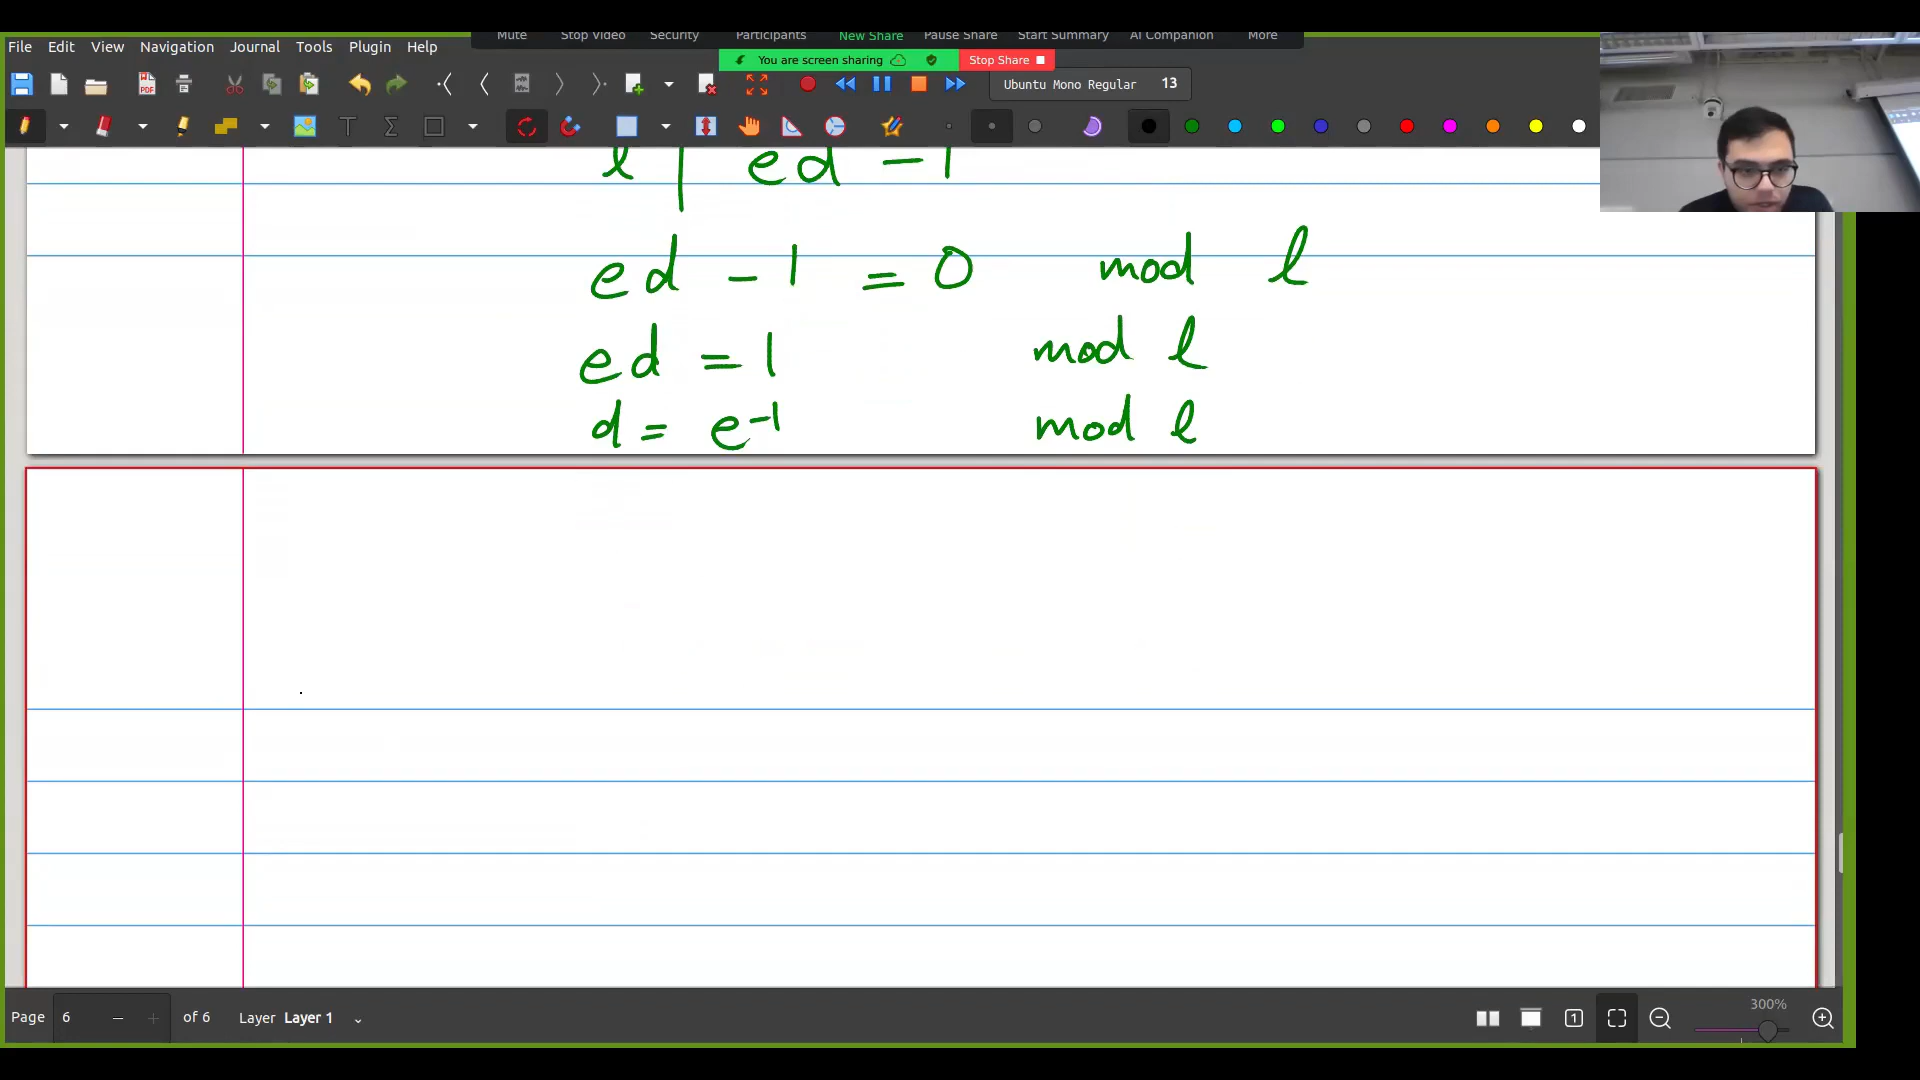 Mute Stop Video Security Participants New Share Pause Share Start Summary AI Companion More
File Edit View Navigation Journal Tools Plugin Help
You are screen sharing Stop Share
Ubuntu Mono Regular 13
l | ed - 1
ed - 1 = 0 mod l
ed = 1 mod l
d = e⁻¹ mod l
Page 6 of 6 Layer Layer 1 300%